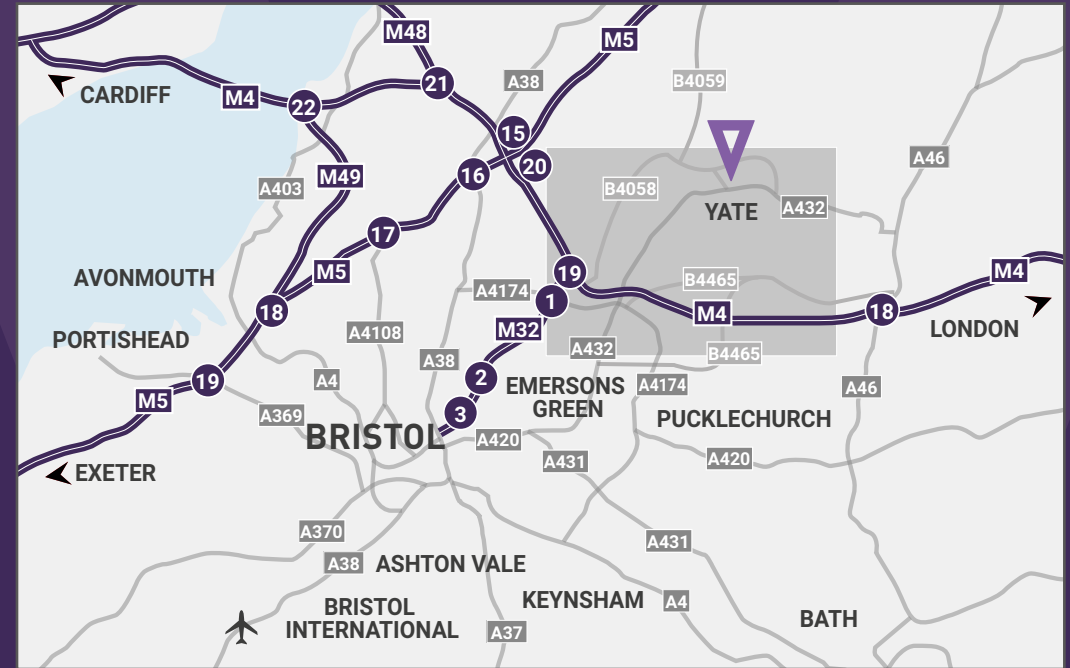 M48
M5
A38
B4059
CARDIFF
M4
22
21
15
20
16
A46
A403
M49
B4058
YATE
A432
17
AVONMOUTH
M5
19
B4465
M4
A4174
1
M4
18
18
LONDON
PORTISHEAD
A4108
M32
A432
B4465
A38
19
A4
2
EMERSONS
GREEN
A4174
A46
M5
A369
3
PUCKLECHURCH
BRISTOL
A420
A431
A420
EXETER
A370
A38
ASHTON VALE
A431
BRISTOL
INTERNATIONAL
KEYNSHAM
A4
A37
BATH